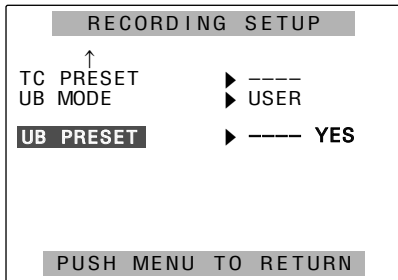 RECORDING SETUP
↑
TC PRESET ▶ ----
UB MODE ▶ USER
UB PRESET ▶ ---- YES
PUSH MENU TO RETURN